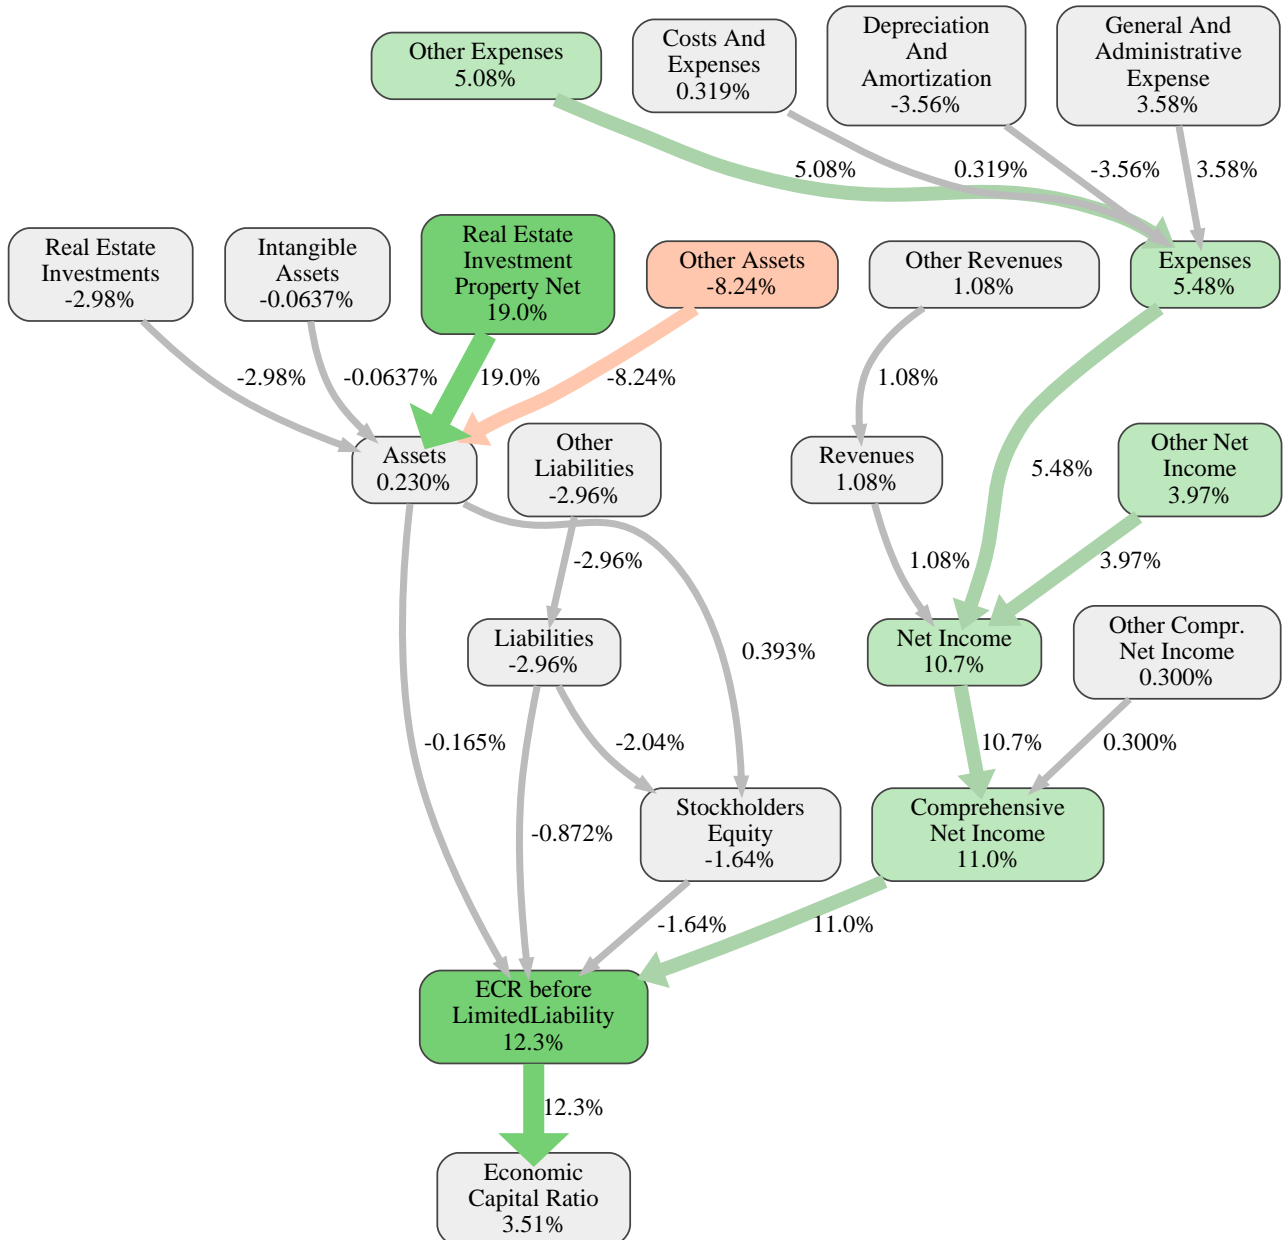 Other Expenses
5.08%
Costs And
Expenses
0.319%
Depreciation
And
Amortization
-3.56%
General And
Administrative
Expense
3.58%
5.08%
0.319%
-3.56%
3.58%
Real Estate
Investments
-2.98%
Intangible
Assets
-0.0637%
Real Estate
Investment
Property Net
19.0%
Other Assets
-8.24%
Other Revenues
1.08%
Expenses
5.48%
-2.98%
-0.0637%
19.0%
-8.24%
1.08%
Assets
0.230%
Other
Liabilities
-2.96%
Revenues
1.08%
5.48%
Other Net
Income
3.97%
-2.96%
1.08%
3.97%
Liabilities
-2.96%
0.393%
Net Income
10.7%
Other Compr.
Net Income
0.300%
-0.165%
-2.04%
10.7%
0.300%
-0.872%
Stockholders
Equity
-1.64%
Comprehensive
Net Income
11.0%
-1.64%
11.0%
ECR before
LimitedLiability
12.3%
12.3%
Economic
Capital Ratio
3.51%